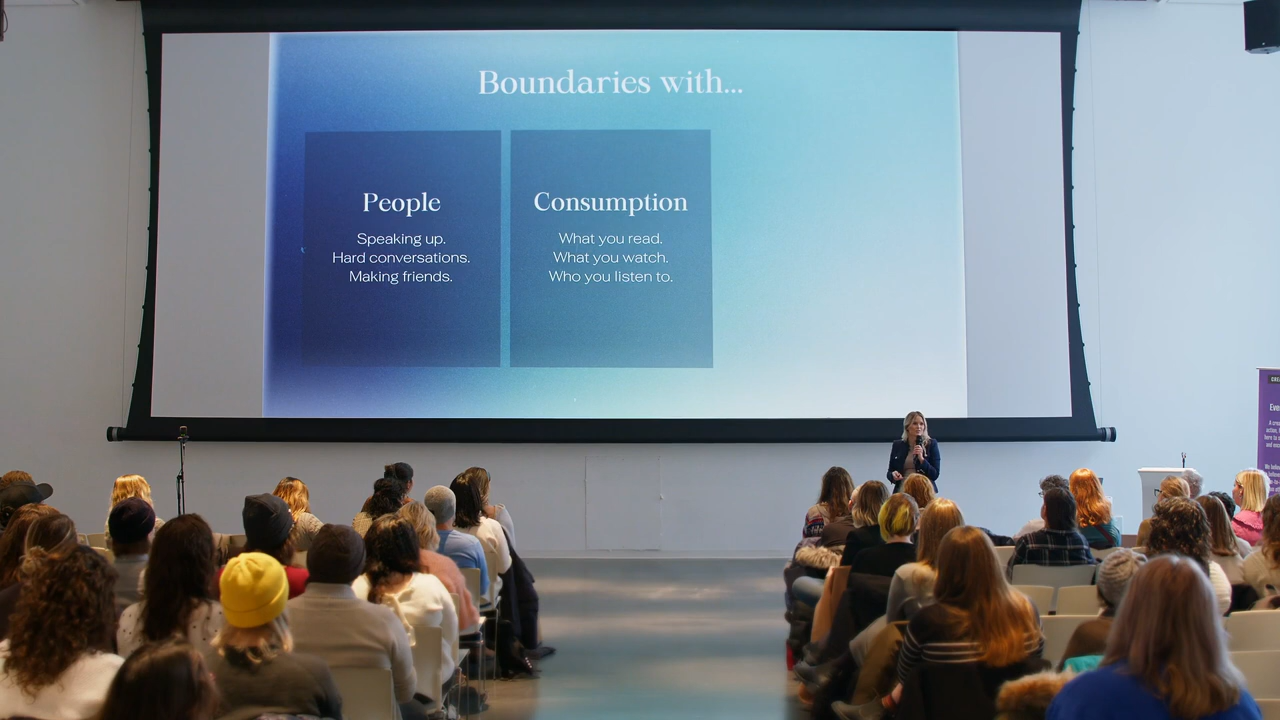 Boundaries with...
People
Speaking up.
Hard conversations.
Making friends.
Consumption
What you read.
What you watch.
Who you listen to.